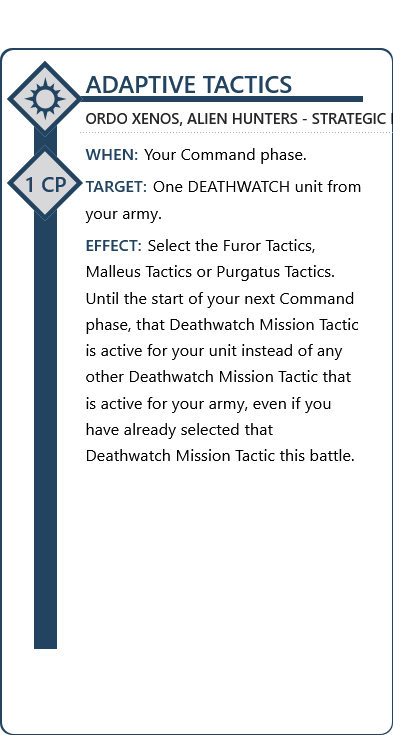 ADAPTIVE TACTICS
ORDO XENOS, ALIEN HUNTERS - STRATEGIC
1 CP
WHEN: Your Command phase.
TARGET: One DEATHWATCH unit from
your army.
EFFECT: Select the Furor Tactics,
Malleus Tactics or Purgatus Tactics.
Until the start of your next Command
phase, that Deathwatch Mission Tactic
is active for your unit instead of any
other Deathwatch Mission Tactic that
is active for your army, even if you
have already selected that
Deathwatch Mission Tactic this battle.